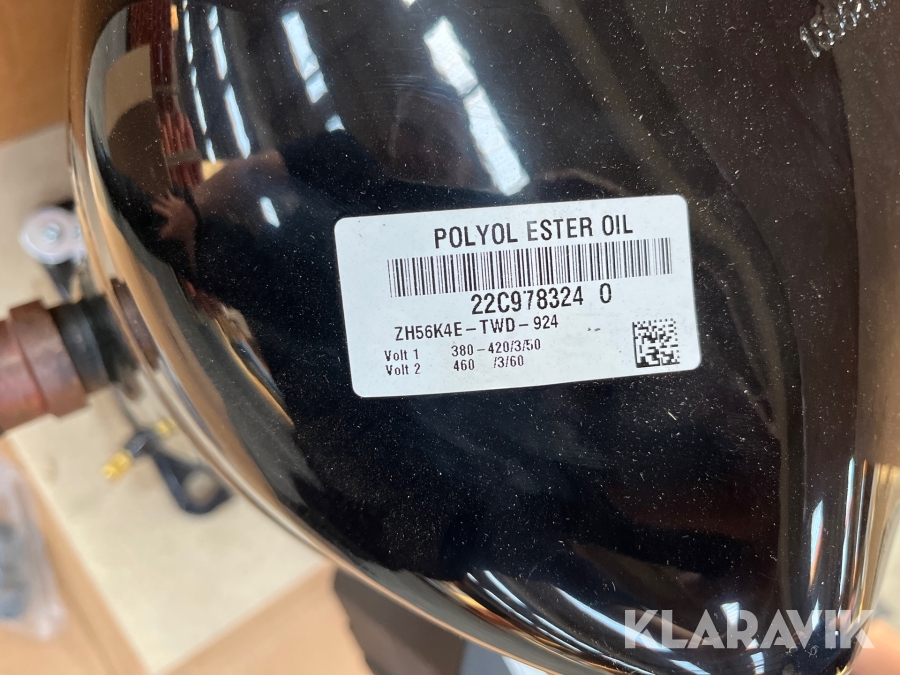 POLYOL ESTER OIL
22C978324 0
ZH56K4E-TWD-924
Volt 1 380-420/3/50
Volt 2 460 /3/60
KLARAVIK